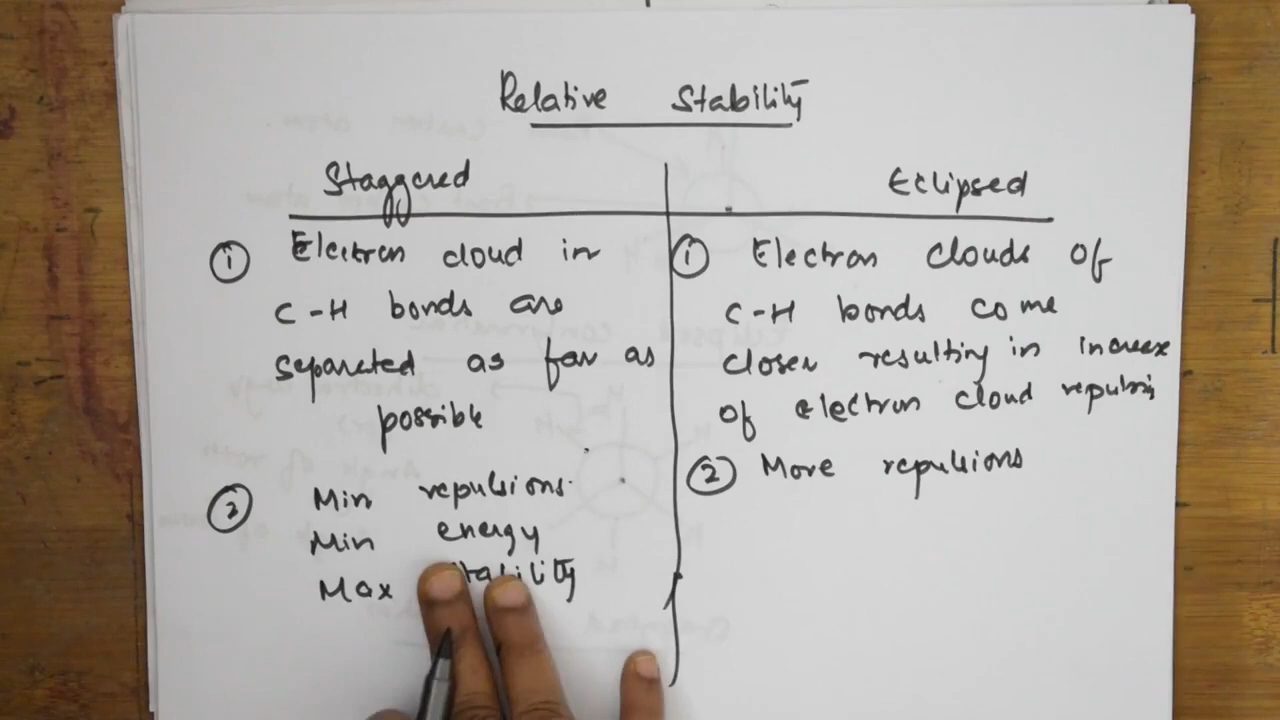 Relative Stability
Staggered
① Electron cloud in
C-H bonds are
separated as far as
possible
② Min repulsions.
Min energy
Max stability
Eclipsed
① Electron clouds of
C-H bonds come
closer resulting in increase
of electron cloud repulsi
② More repulsions